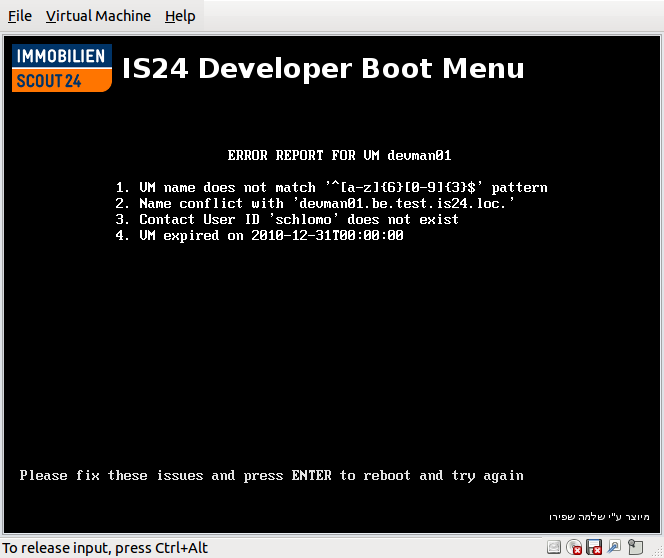 File Virtual Machine Help
IMMOBILIEN
SCOUT 24
IS24 Developer Boot Menu
ERROR REPORT FOR VM devman01
1. VM name does not match '^[a-z]{6}[0-9]{3}$' pattern
2. Name conflict with 'devman01.be.test.is24.loc.'
3. Contact User ID 'schlomo' does not exist
4. VM expired on 2010-12-31T00:00:00
Please fix these issues and press ENTER to reboot and try again
מיוצר ע"י שלמה שפירו
To release input, press Ctrl+Alt